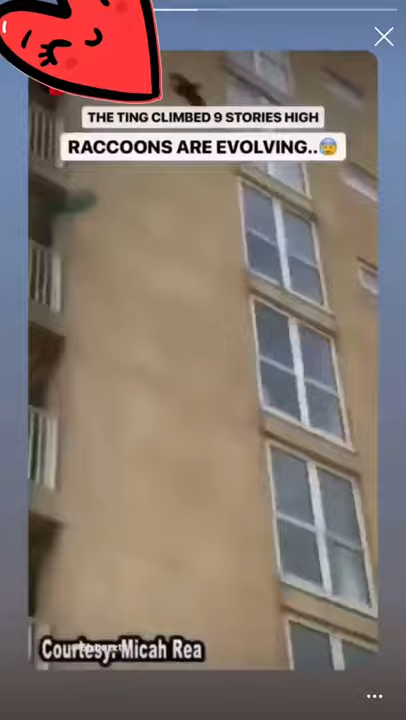 THE TING CLIMBED 9 STORIES HIGH
RACCOONS ARE EVOLVING..😰
Courtesy: Micah Rea